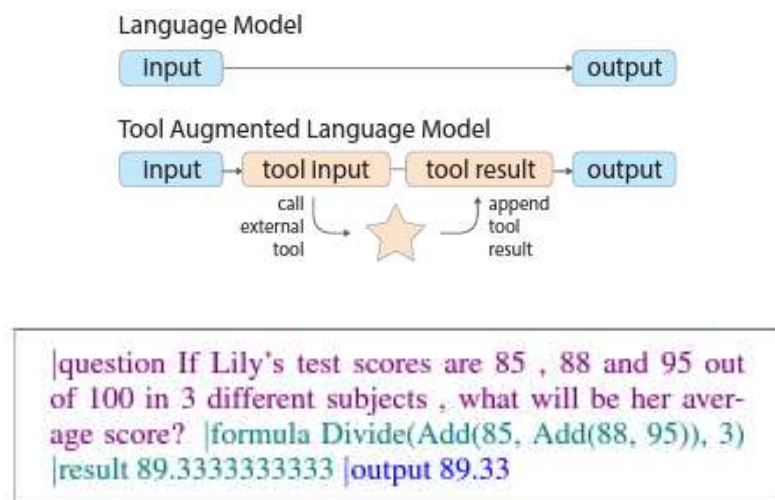 Language Model
input output
Tool Augmented Language Model
input tool input tool result output
call append
external tool
tool result
|question If Lily's test scores are 85 , 88 and 95 out
of 100 in 3 different subjects , what will be her aver-
age score? |formula Divide(Add(85, Add(88, 95)), 3)
|result 89.3333333333 |output 89.33